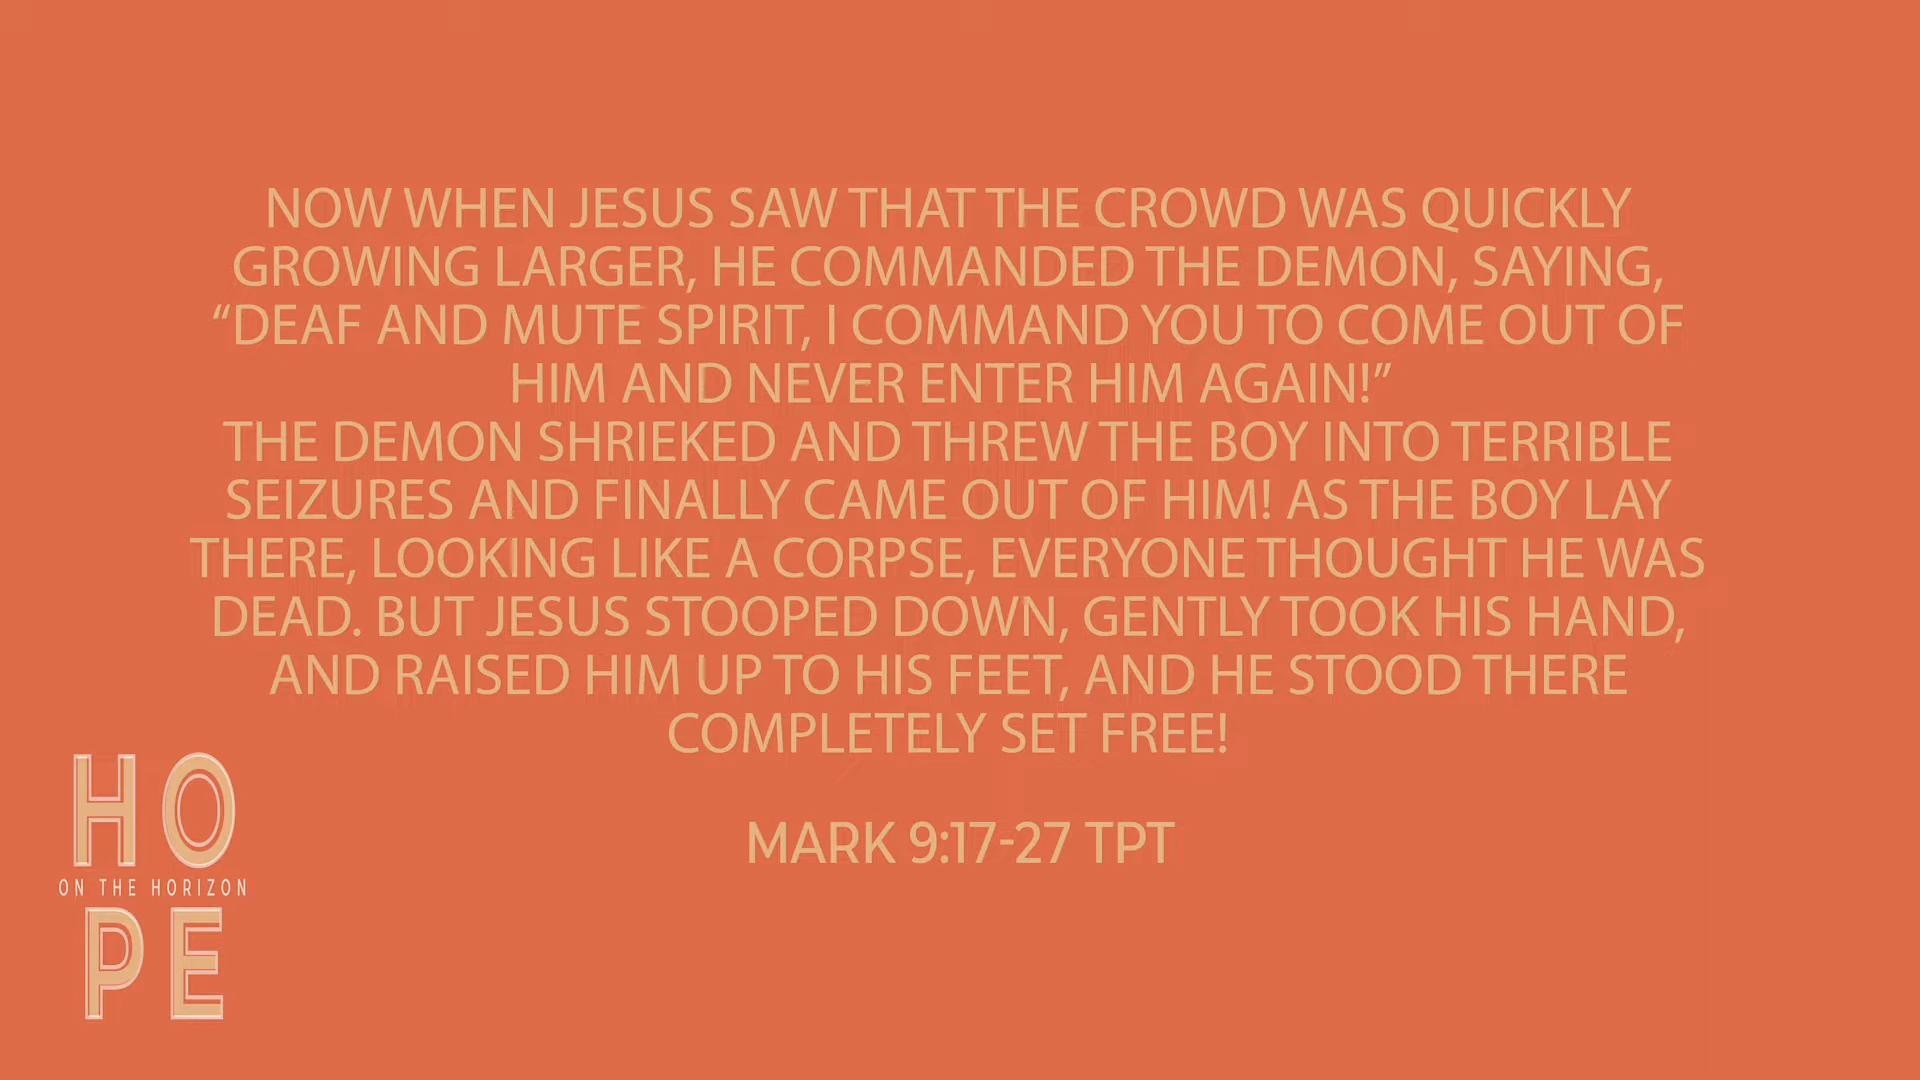 NOW WHEN JESUS SAW THAT THE CROWD WAS QUICKLY
GROWING LARGER, HE COMMANDED THE DEMON, SAYING,
“DEAF AND MUTE SPIRIT, I COMMAND YOU TO COME OUT OF
HIM AND NEVER ENTER HIM AGAIN!”
THE DEMON SHRIEKED AND THREW THE BOY INTO TERRIBLE
SEIZURES AND FINALLY CAME OUT OF HIM! AS THE BOY LAY
THERE, LOOKING LIKE A CORPSE, EVERYONE THOUGHT HE WAS
DEAD. BUT JESUS STOOPED DOWN, GENTLY TOOK HIS HAND,
AND RAISED HIM UP TO HIS FEET, AND HE STOOD THERE
COMPLETELY SET FREE!
MARK 9:17-27 TPT
HO
ON THE HORIZON
PE